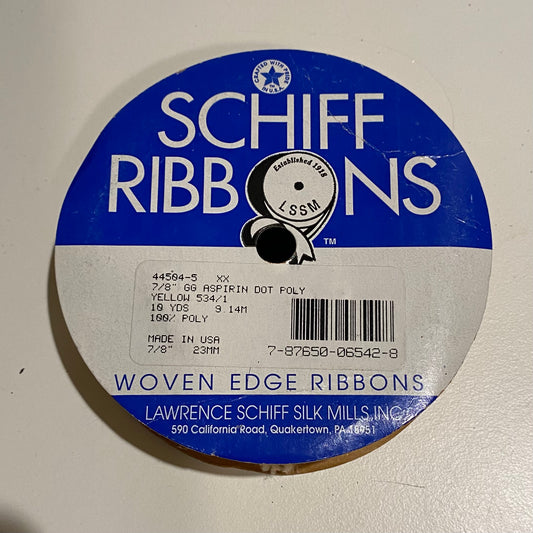 CRAFTED WITH PRIDE
IN U.S.A.
SCHIFF
RIBBONS
Established 1918
LSSM
TM
44504-5 XX
7/8" GG ASPIRIN DOT POLY
YELLOW 534/1
10 YDS 9.14M
100% POLY
MADE IN USA
7/8" 23MM
7-87650-06542-8
WOVEN EDGE RIBBONS
LAWRENCE SCHIFF SILK MILLS, INC.
590 California Road, Quakertown, PA 18951